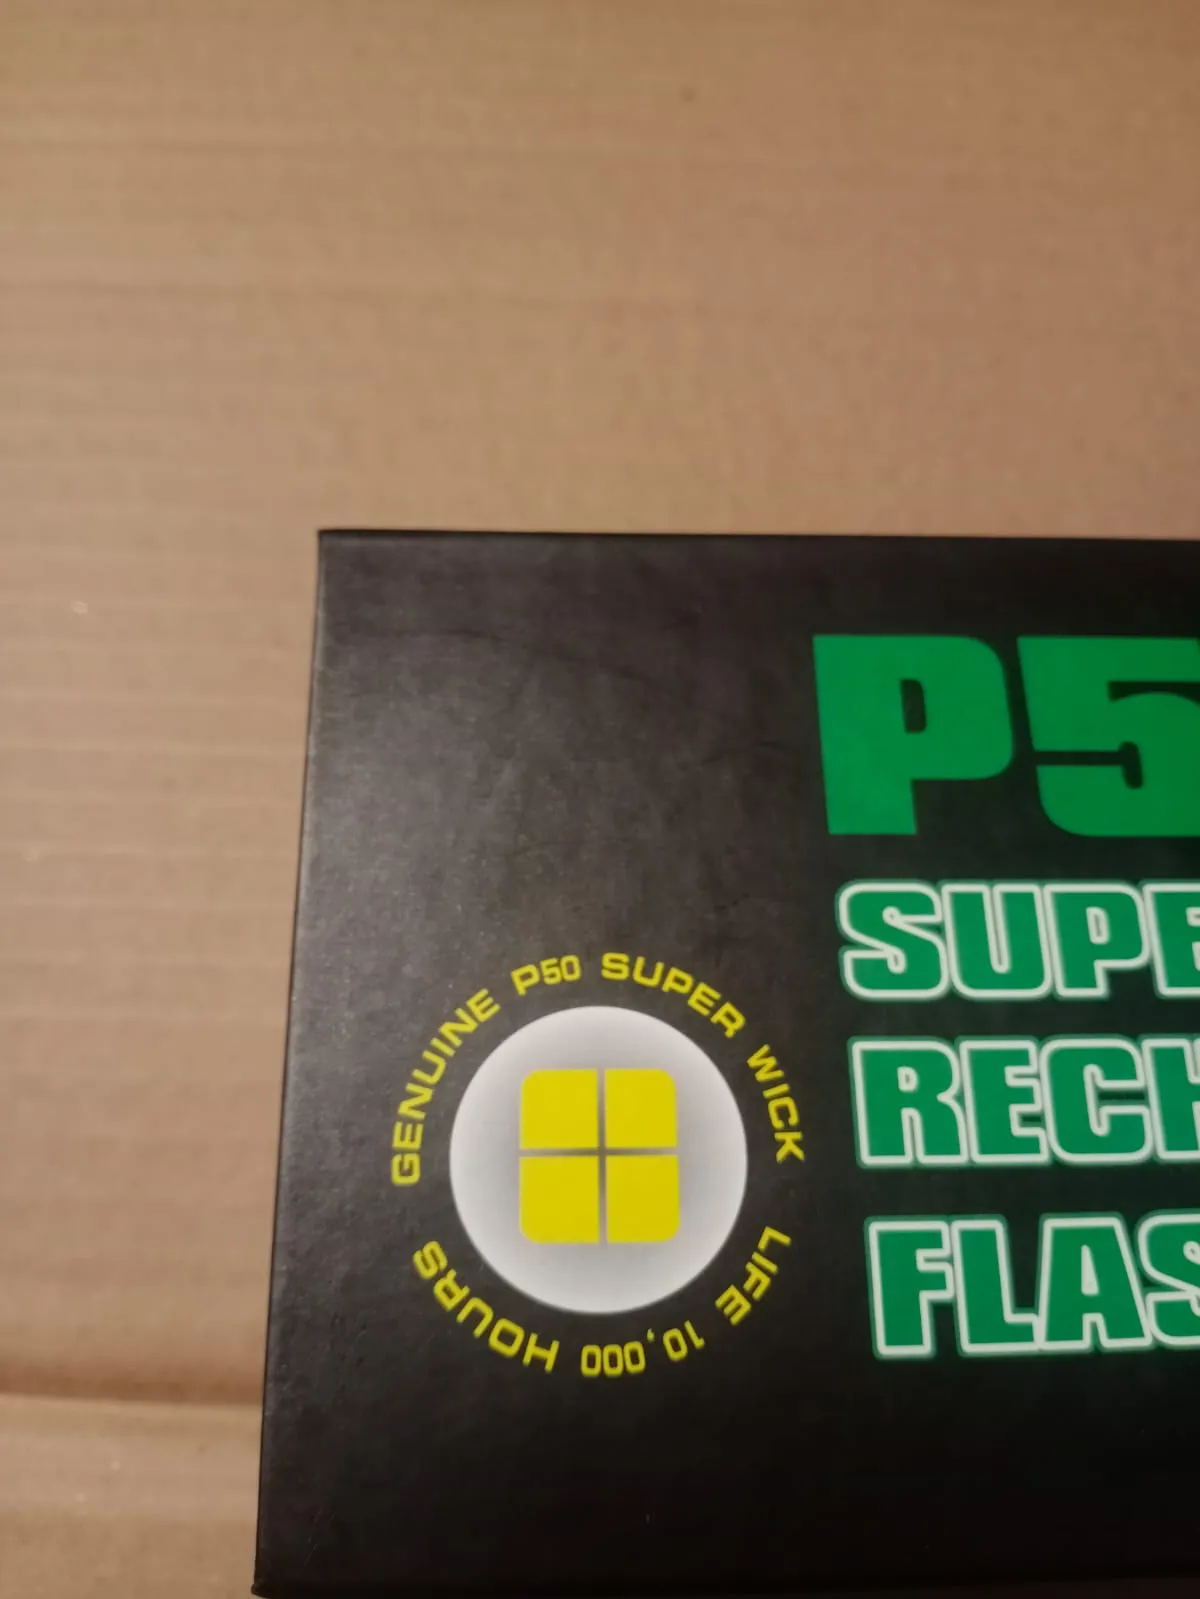 P5
SUPE
RECH
FLAS
GENUINE P50 SUPER WICK
LIFE 10,000 HOURS